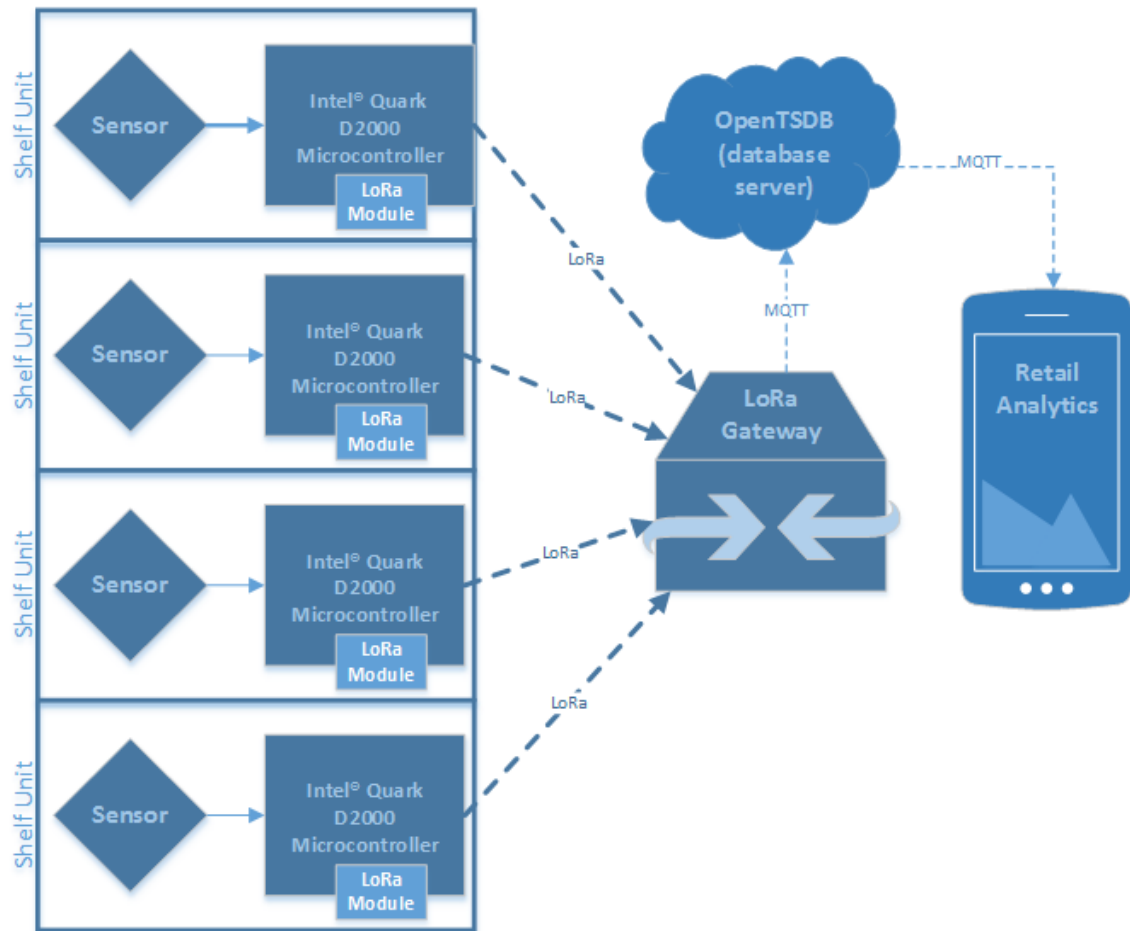 Shelf Unit
Sensor
Intel® Quark
D2000
Microcontroller
LoRa
Module
Shelf Unit
Sensor
Intel® Quark
D2000
Microcontroller
LoRa
Module
Shelf Unit
Sensor
Intel® Quark
D2000
Microcontroller
LoRa
Module
Shelf Unit
Sensor
Intel® Quark
D2000
Microcontroller
LoRa
Module
LoRa
LoRa
LoRa
LoRa
LoRa
Gateway
MQTT
OpenTSDB
(database
server)
MQTT
Retail
Analytics